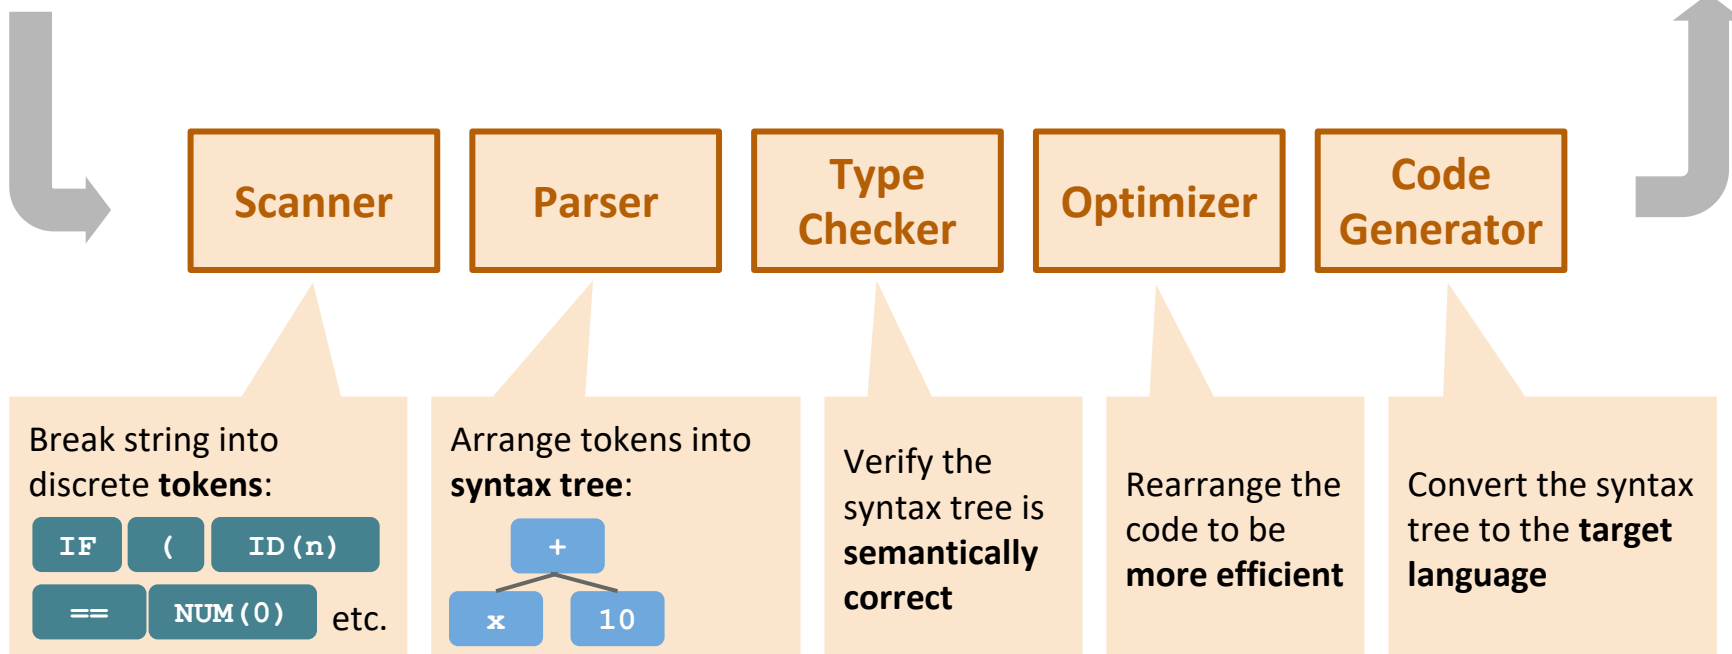 Scanner
Parser
Type
Checker
Optimizer
Code
Generator
Break string into
discrete tokens:
IF ( ID(n)
== NUM(0) etc.
Arrange tokens into
syntax tree:
+
x 10
Verify the
syntax tree is
semantically
correct
Rearrange the
code to be
more efficient
Convert the syntax
tree to the target
language